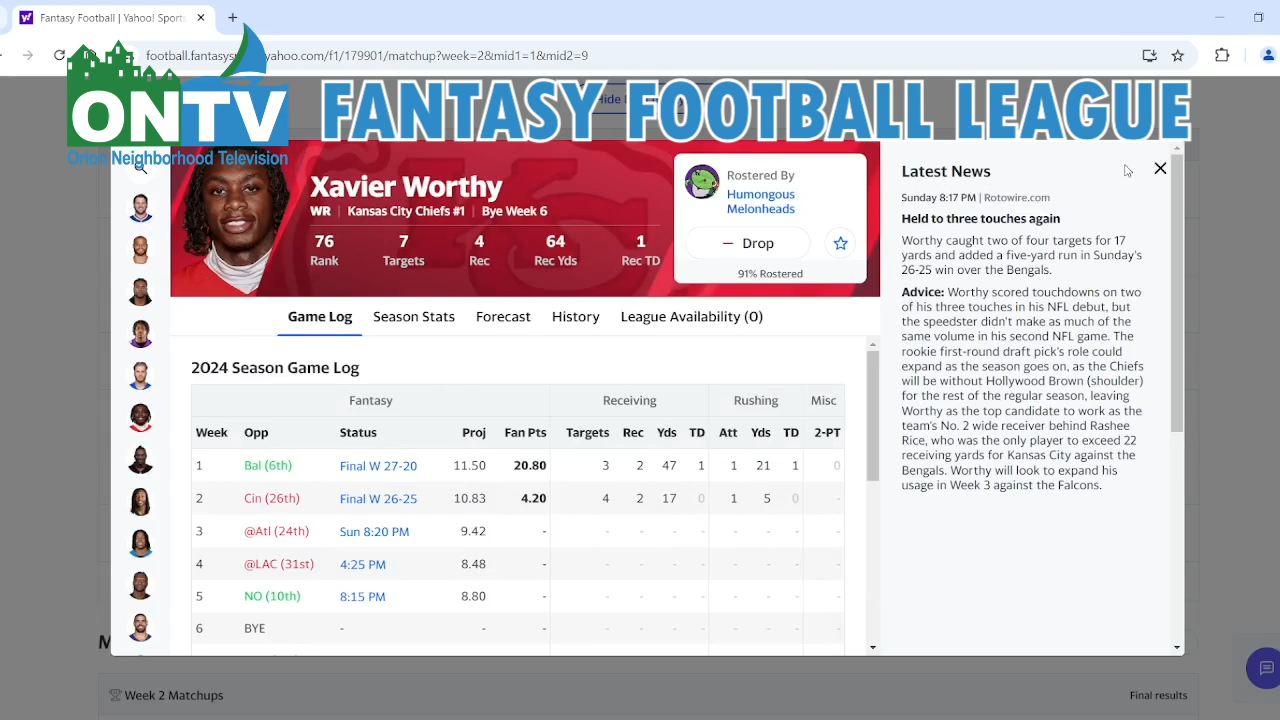 Fantasy Football | Yahoo! Sports
football.fantasys yahoo.com/f1/179901/matchup?week=2&mid1=1&mid2=9
ONTV
Orion Neighborhood Television
FANTASY FOOTBALL LEAGUE
Hide
Xavier Worthy
WR | Kansas City Chiefs #1 | Bye Week 6
76 7 4 64 1
Rank Targets Rec Rec Yds Rec TD
Rostered By
Humongous
Melonheads
Drop
91% Rostered
Game Log Season Stats Forecast History League Availability (0)
2024 Season Game Log
Fantasy Receiving Rushing Misc
Week Opp Status Proj Fan Pts Targets Rec Yds TD Att Yds TD 2-PT
1 Bal (6th) Final W 27-20 11.50 20.80 3 2 47 1 1 21 1 0
2 Cin (26th) Final W 26-25 10.83 4.20 4 2 17 0 1 5 0 -
3 @Atl (24th) Sun 8:20 PM 9.42 - - - - - - - - -
4 @LAC (31st) 4:25 PM 8.48 - - - - - - - - -
5 NO (10th) 8:15 PM 8.80 - - - - - - - - -
6 BYE - - - - - - - - - - -
Latest News
Sunday 8:17 PM | Rotowire.com
Held to three touches again
Worthy caught two of four targets for 17
yards and added a five-yard run in Sunday's
26-25 win over the Bengals.
Advice: Worthy scored touchdowns on two
of his three touches in his NFL debut, but
the speedster didn't make as much of the
same volume in his second NFL game. The
rookie first-round draft pick's role could
expand as the season goes on, as the Chiefs
will be without Hollywood Brown (shoulder)
for the rest of the regular season, leaving
Worthy as the top candidate to work as the
team's No. 2 wide receiver behind Rashee
Rice, who was the only player to exceed 22
receiving yards for Kansas City against the
Bengals. Worthy will look to expand his
usage in Week 3 against the Falcons.
M
Week 2 Matchups
Final results